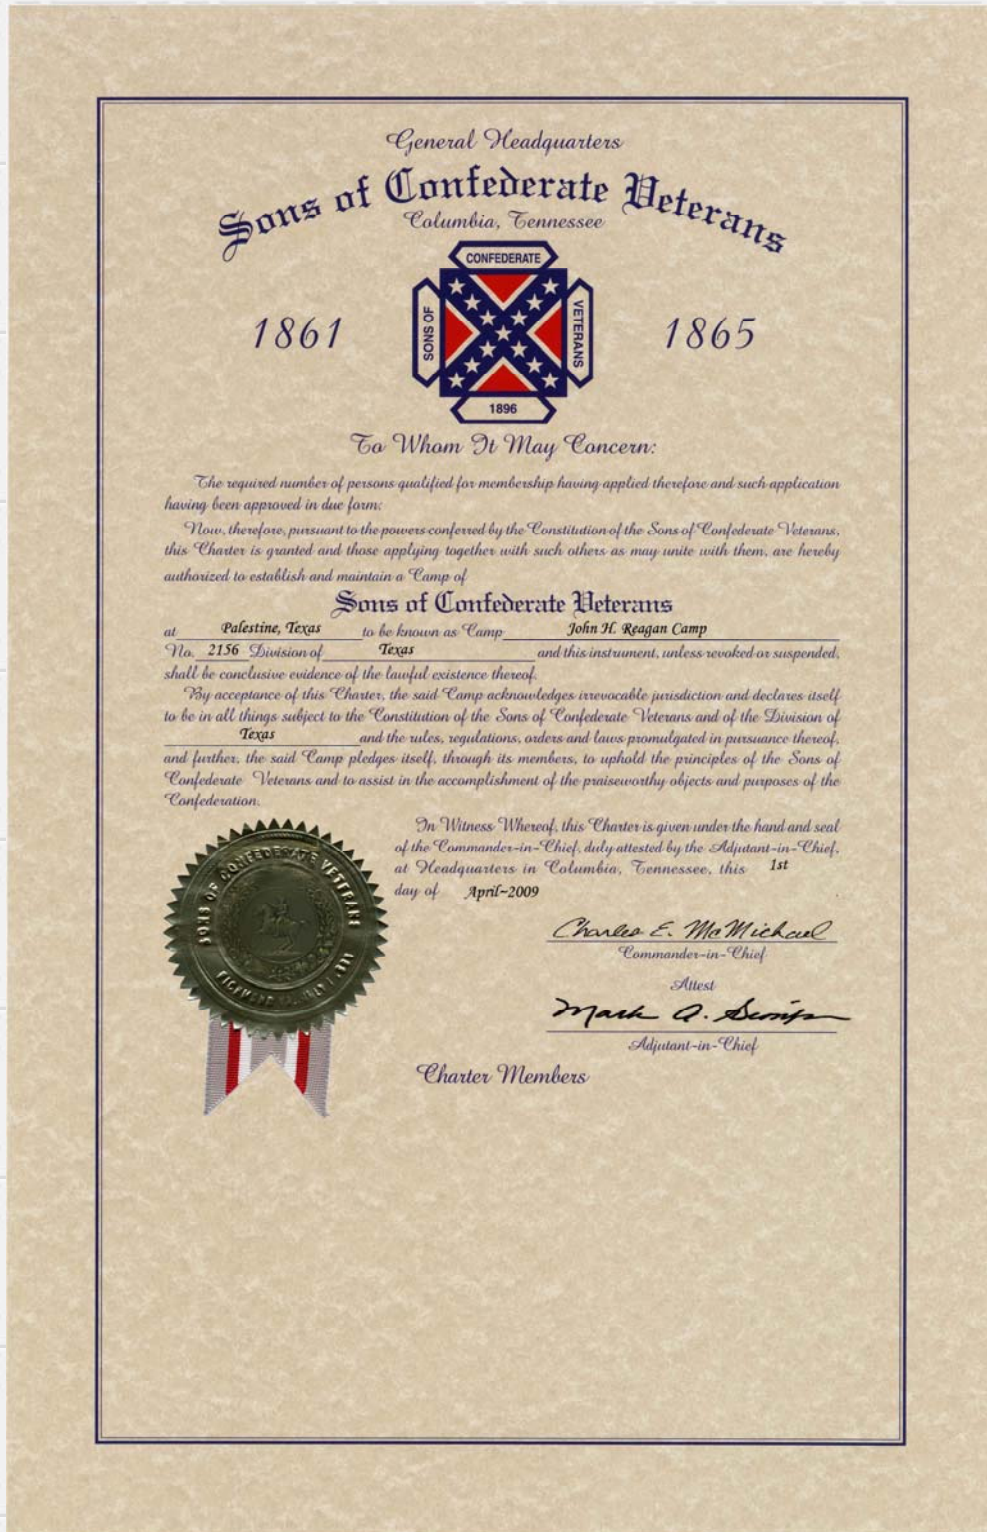 General Headquarters
Sons of Confederate Veterans
Columbia, Tennessee
CONFEDERATE
SONS OF
VETERANS
1861
1865
1896
To Whom It May Concern:
The required number of persons qualified for membership having applied therefore and such application
having been approved in due form:
Now, therefore, pursuant to the powers conferred by the Constitution of the Sons of Confederate Veterans,
this Charter is granted and those applying together with such others as may unite with them, are hereby
authorized to establish and maintain a Camp of
Sons of Confederate Veterans
at Palestine, Texas to be known as Camp John H. Reagan Camp
No. 2156 Division of Texas and this instrument, unless revoked or suspended,
shall be conclusive evidence of the lawful existence thereof.
By acceptance of this Charter, the said Camp acknowledges irrevocable jurisdiction and declares itself
to be in all things subject to the Constitution of the Sons of Confederate Veterans and of the Division of
Texas and the rules, regulations, orders and laws promulgated in pursuance thereof,
and further, the said Camp pledges itself, through its members, to uphold the principles of the Sons of
Confederate Veterans and to assist in the accomplishment of the praiseworthy objects and purposes of the
Confederation.
In Witness Whereof, this Charter is given under the hand and seal
of the Commander-in-Chief, duly attested by the Adjutant-in-Chief,
at Headquarters in Columbia, Tennessee, this 1st
day of April~2009
SONS OF CONFEDERATE VETERANS
RICHMOND VA. JULY 1
Charles E. McMichael
Commander-in-Chief
Attest
Mark A.
Adjutant-in-Chief
Charter Members